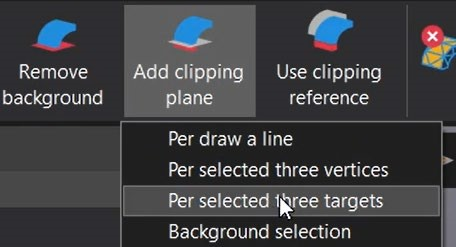 Remove
background
Add clipping
plane
Use clipping
reference
Per draw a line
Per selected three vertices
Per selected three targets
Background selection